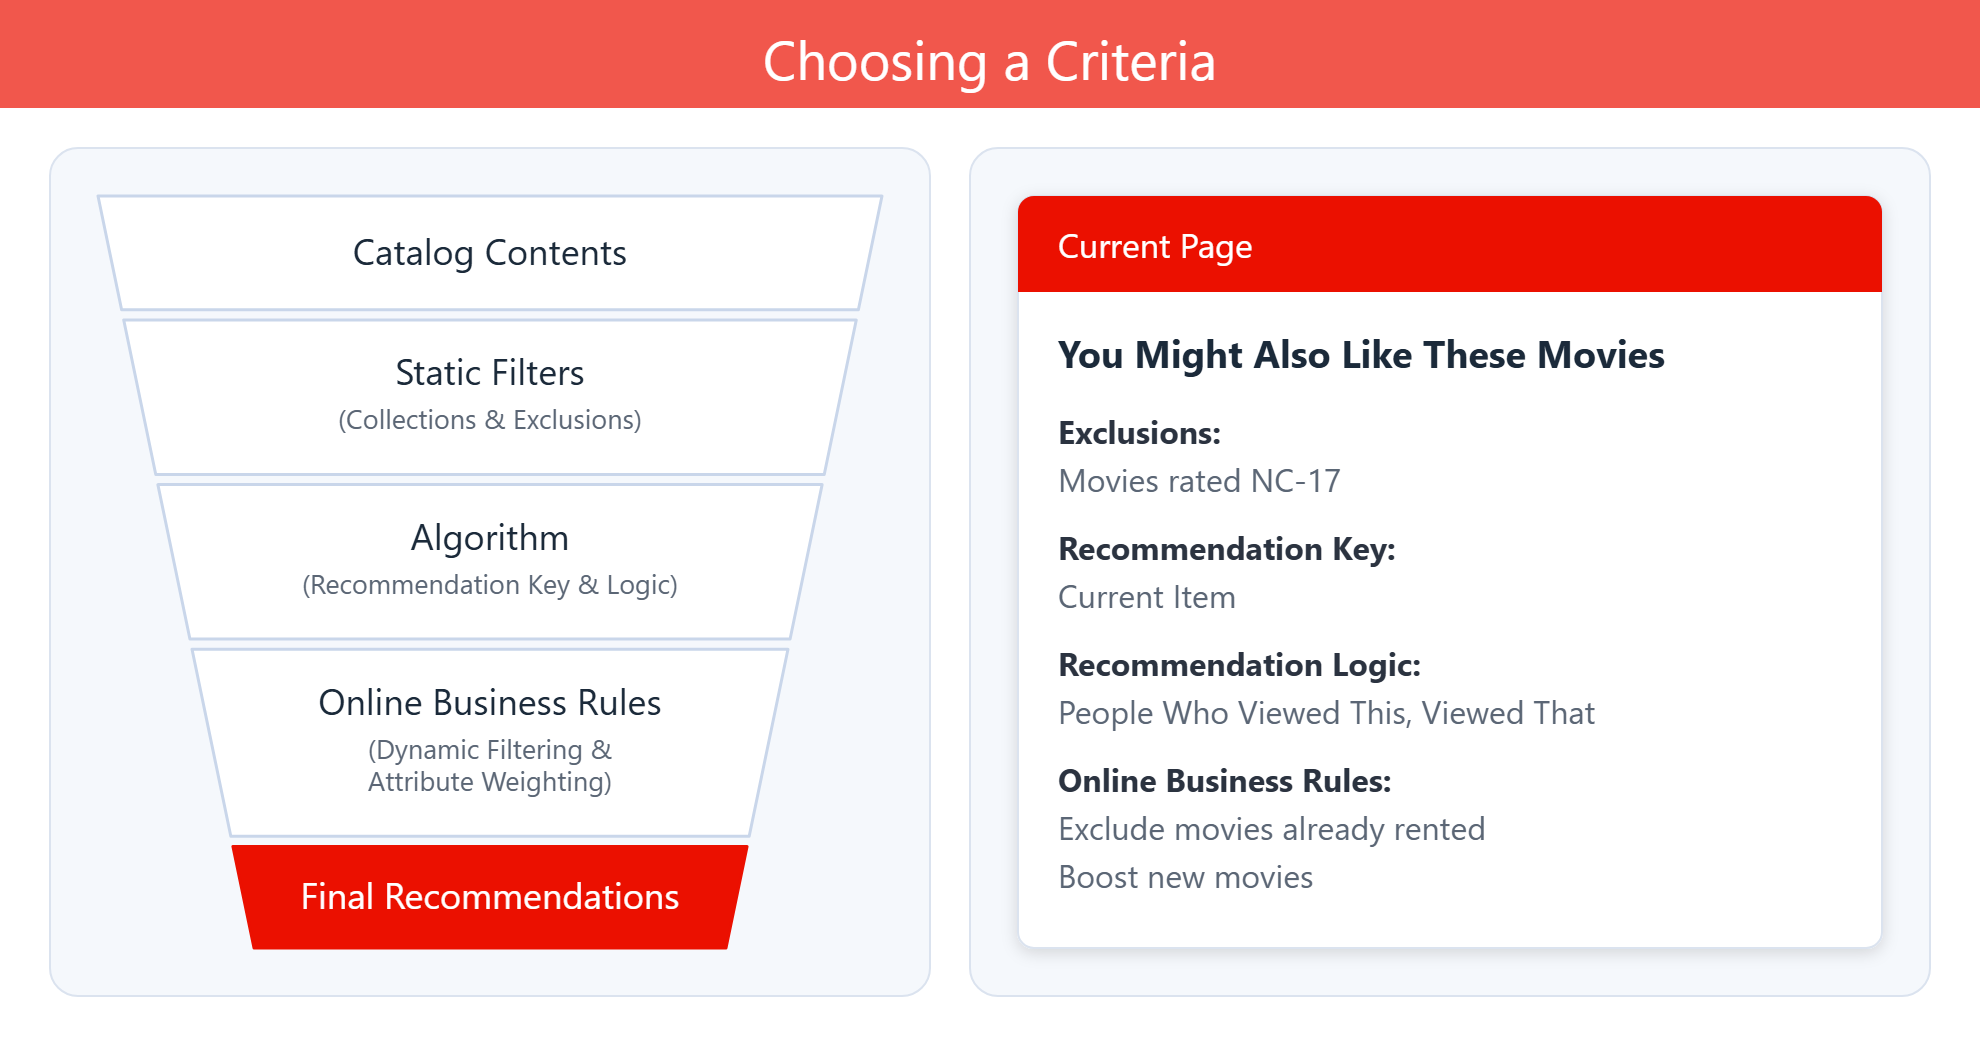 Choosing a Criteria
Catalog Contents
Static Filters
(Collections & Exclusions)
Algorithm
(Recommendation Key & Logic)
Online Business Rules
(Dynamic Filtering &
Attribute Weighting)
Final Recommendations
Current Page
You Might Also Like These Movies
Exclusions:
Movies rated NC-17
Recommendation Key:
Current Item
Recommendation Logic:
People Who Viewed This, Viewed That
Online Business Rules:
Exclude movies already rented
Boost new movies